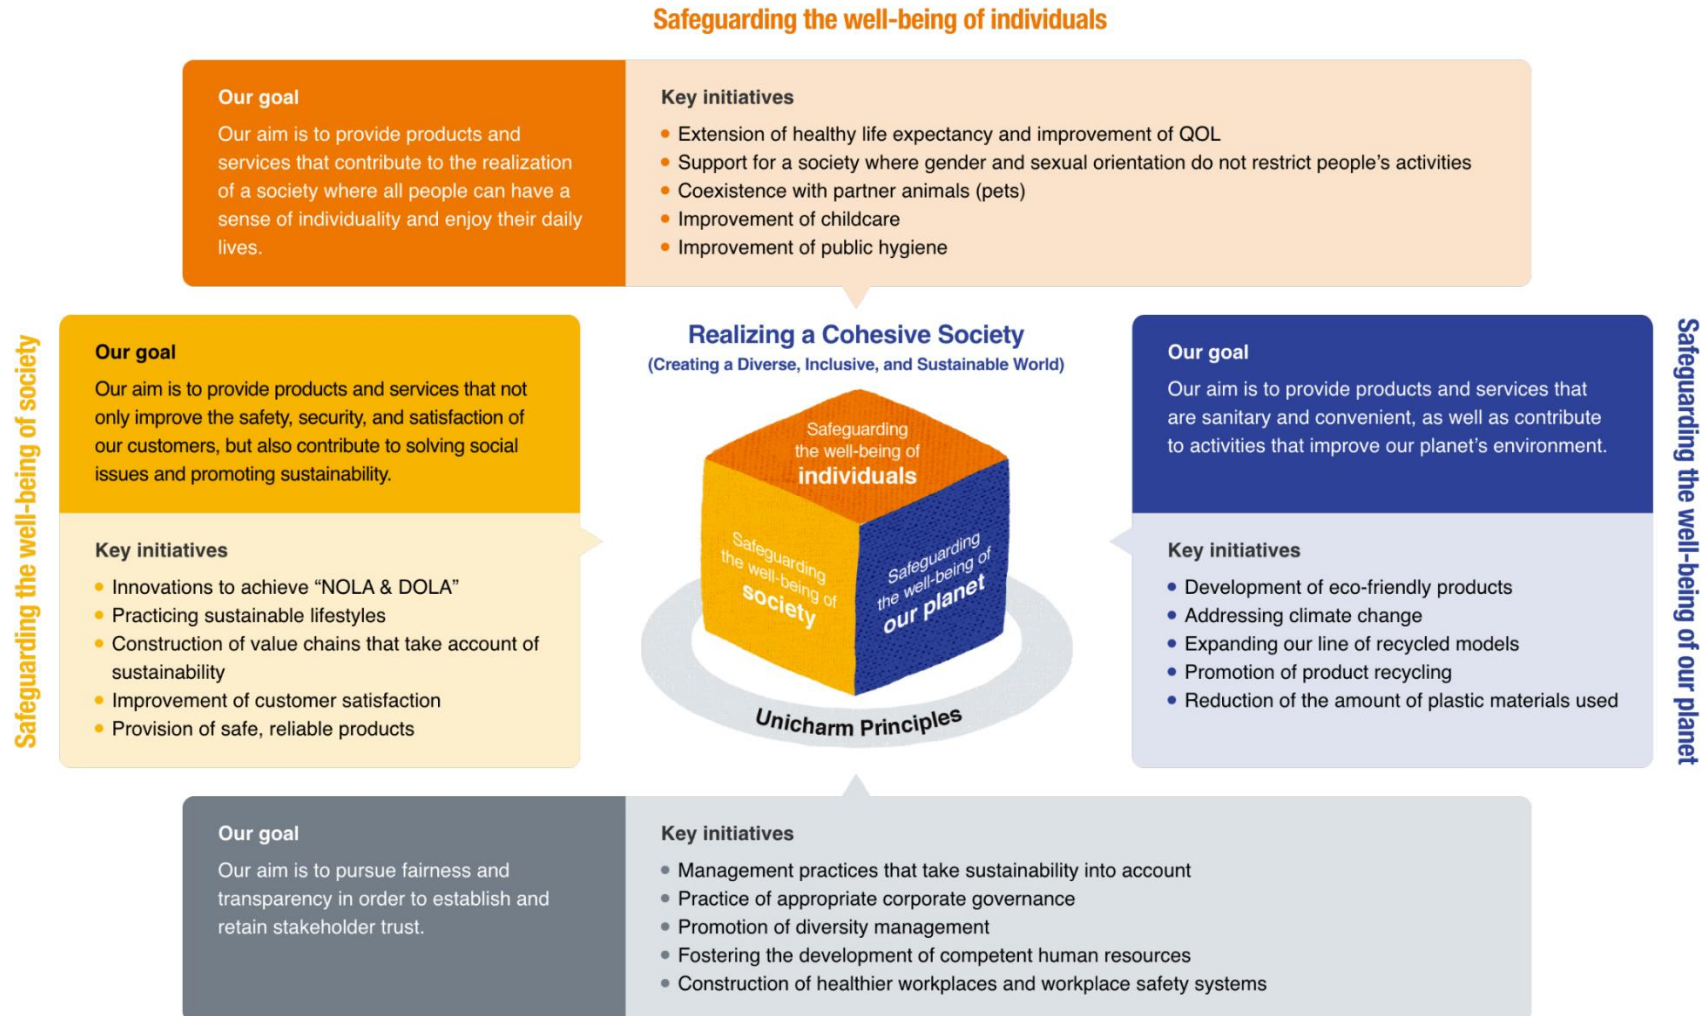 Safeguarding the well-being of individuals
Our goal
Our aim is to provide products and
services that contribute to the realization
of a society where all people can have a
sense of individuality and enjoy their daily
lives.
Key initiatives
• Extension of healthy life expectancy and improvement of QOL
• Support for a society where gender and sexual orientation do not restrict people's activities
• Coexistence with partner animals (pets)
• Improvement of childcare
• Improvement of public hygiene
Safeguarding the well-being of society
Our goal
Our aim is to provide products and services that not
only improve the safety, security, and satisfaction of
our customers, but also contribute to solving social
issues and promoting sustainability.
Key initiatives
• Innovations to achieve “NOLA & DOLA”
• Practicing sustainable lifestyles
• Construction of value chains that take account of
sustainability
• Improvement of customer satisfaction
• Provision of safe, reliable products
Realizing a Cohesive Society
(Creating a Diverse, Inclusive, and Sustainable World)
Safeguarding
the well-being of
individuals
Safeguarding
the well-being of
society
Safeguarding
the well-being of
our planet
Unicharm Principles
Our goal
Our aim is to provide products and services that
are sanitary and convenient, as well as contribute
to activities that improve our planet's environment.
Key initiatives
• Development of eco-friendly products
• Addressing climate change
• Expanding our line of recycled models
• Promotion of product recycling
• Reduction of the amount of plastic materials used
Safeguarding the well-being of our planet
Our goal
Our aim is to pursue fairness and
transparency in order to establish and
retain stakeholder trust.
Key initiatives
• Management practices that take sustainability into account
• Practice of appropriate corporate governance
• Promotion of diversity management
• Fostering the development of competent human resources
• Construction of healthier workplaces and workplace safety systems